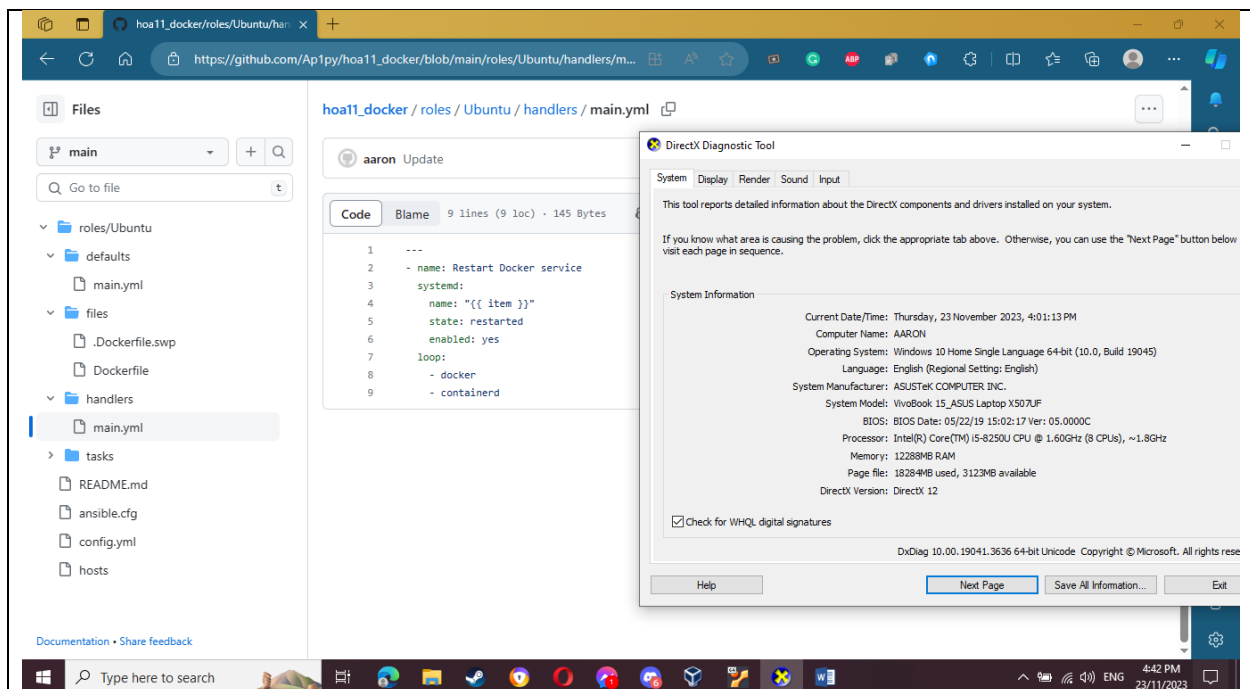 hoa11_docker/roles/Ubuntu/han
https://github.com/Ap1py/hoa11_docker/blob/main/roles/Ubuntu/handlers/m...
ABP
Files
main
Go to file
t
roles/Ubuntu
defaults
main.yml
files
.Dockerfile.swp
Dockerfile
handlers
main.yml
tasks
README.md
ansible.cfg
config.yml
hosts
Documentation • Share feedback
hoa11_docker / roles / Ubuntu / handlers / main.yml
aaron Update
Code Blame 9 lines (9 loc) · 145 Bytes
1 ---
2 - name: Restart Docker service
3 systemd:
4 name: "{{ item }}"
5 state: restarted
6 enabled: yes
7 loop:
8 - docker
9 - containerd
DirectX Diagnostic Tool
System Display Render Sound Input
This tool reports detailed information about the DirectX components and drivers installed on your system.
If you know what area is causing the problem, click the appropriate tab above. Otherwise, you can use the "Next Page" button below
visit each page in sequence.
System Information
Current Date/Time: Thursday, 23 November 2023, 4:01:13 PM
Computer Name: AARON
Operating System: Windows 10 Home Single Language 64-bit (10.0, Build 19045)
Language: English (Regional Setting: English)
System Manufacturer: ASUSTeK COMPUTER INC.
System Model: VivoBook 15_ASUS Laptop X507UF
BIOS: BIOS Date: 05/22/19 15:02:17 Ver: 05.0000C
Processor: Intel(R) Core(TM) i5-8250U CPU @ 1.60GHz (8 CPUs), ~1.8GHz
Memory: 12288MB RAM
Page file: 18284MB used, 3123MB available
DirectX Version: DirectX 12
Check for WHQL digital signatures
DxDiag 10.00.19041.3636 64-bit Unicode Copyright © Microsoft. All rights rese
Help Next Page Save All Information... Exit
Type here to search
ENG
4:42 PM
23/11/2023